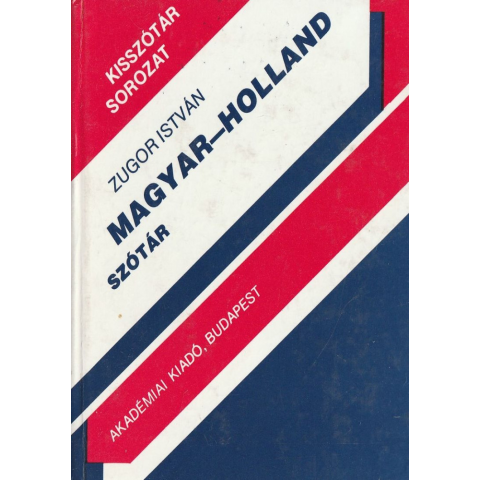 KISSZÓTÁR
SOROZAT
ZUGOR ISTVÁN
MAGYAR–HOLLAND
SZÓTÁR
AKADÉMIAI KIADÓ, BUDAPEST